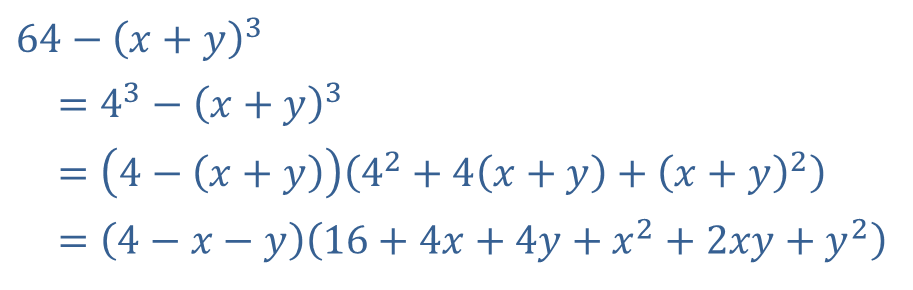 64 − (x + y)³
= 4³ − (x + y)³
= (4 − (x + y))(4² + 4(x + y) + (x + y)²)
= (4 − x − y)(16 + 4x + 4y + x² + 2xy + y²)